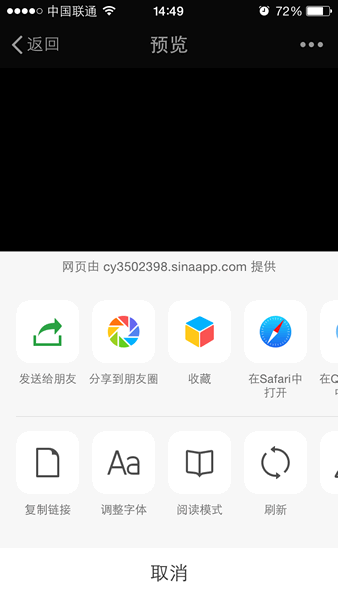 中国联通 14:49 72%
返回 预览
网页由 cy3502398.sinaapp.com 提供
发送给朋友 分享到朋友圈 收藏 在Safari中 在Q
打开
Aa
复制链接 调整字体 阅读模式 刷新
取消